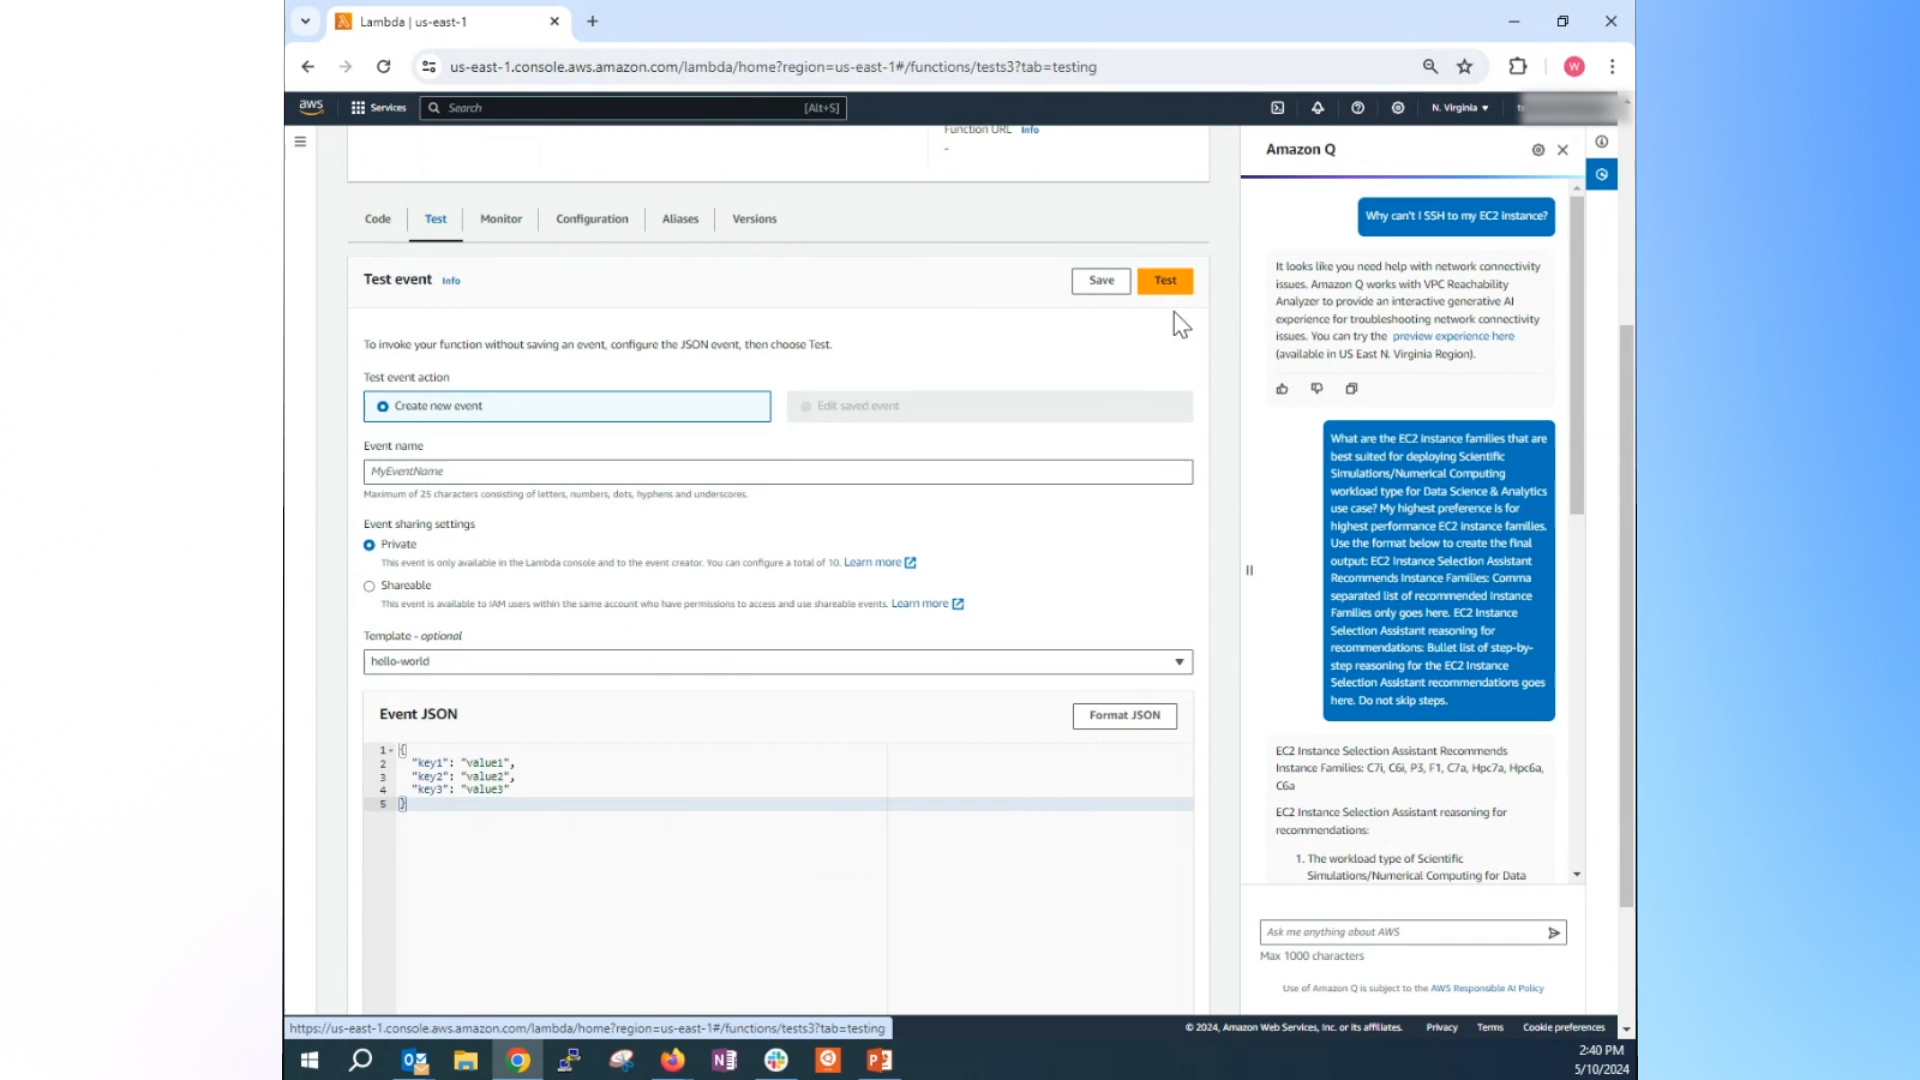 Lambda | us-east-1
us-east-1.console.aws.amazon.com/lambda/home?region=us-east-1#/functions/tests3?tab=testing
W
aws
Services
Search
[Alt+S]
N. Virginia
Function URL Info
-
Code
Test
Monitor
Configuration
Aliases
Versions
Test event Info
Save
Test
To invoke your function without saving an event, configure the JSON event, then choose Test.
Test event action
Create new event
Edit saved event
Event name
MyEventName
Maximum of 25 characters consisting of letters, numbers, dots, hyphens and underscores.
Event sharing settings
Private
This event is only available in the Lambda console and to the event creator. You can configure a total of 10. Learn more
Shareable
This event is available to IAM users within the same account who have permissions to access and use shareable events. Learn more
Template - optional
hello-world
Event JSON
Format JSON
1 {
2 "key1": "value1",
3 "key2": "value2",
4 "key3": "value3"
5 }
Amazon Q
Why can't I SSH to my EC2 instance?
It looks like you need help with network connectivity
issues. Amazon Q works with VPC Reachability
Analyzer to provide an interactive generative AI
experience for troubleshooting network connectivity
issues. You can try the preview experience here
(available in US East N. Virginia Region).
What are the EC2 instance families that are
best suited for deploying Scientific
Simulations/Numerical Computing
workload type for Data Science & Analytics
use case? My highest preference is for
highest performance EC2 instance families.
Use the format below to create the final
output: EC2 Instance Selection Assistant
Recommends Instance Families: Comma
separated list of recommended Instance
Families only goes here. EC2 Instance
Selection Assistant reasoning for
recommendations: Bullet list of step-by-
step reasoning for the EC2 Instance
Selection Assistant recommendations goes
here. Do not skip steps.
EC2 Instance Selection Assistant Recommends
Instance Families: C7i, C6i, P3, F1, C7a, Hpc7a, Hpc6a,
C6a
EC2 Instance Selection Assistant reasoning for
recommendations:
1. The workload type of Scientific
Simulations/Numerical Computing for Data
Ask me anything about AWS
Max 1000 characters
Use of Amazon Q is subject to the AWS Responsible AI Policy
https://us-east-1.console.aws.amazon.com/lambda/home?region=us-east-1#/functions/tests3?tab=testing
© 2024, Amazon Web Services, Inc. or its affiliates.
Privacy
Terms
Cookie preferences
2:40 PM
5/10/2024